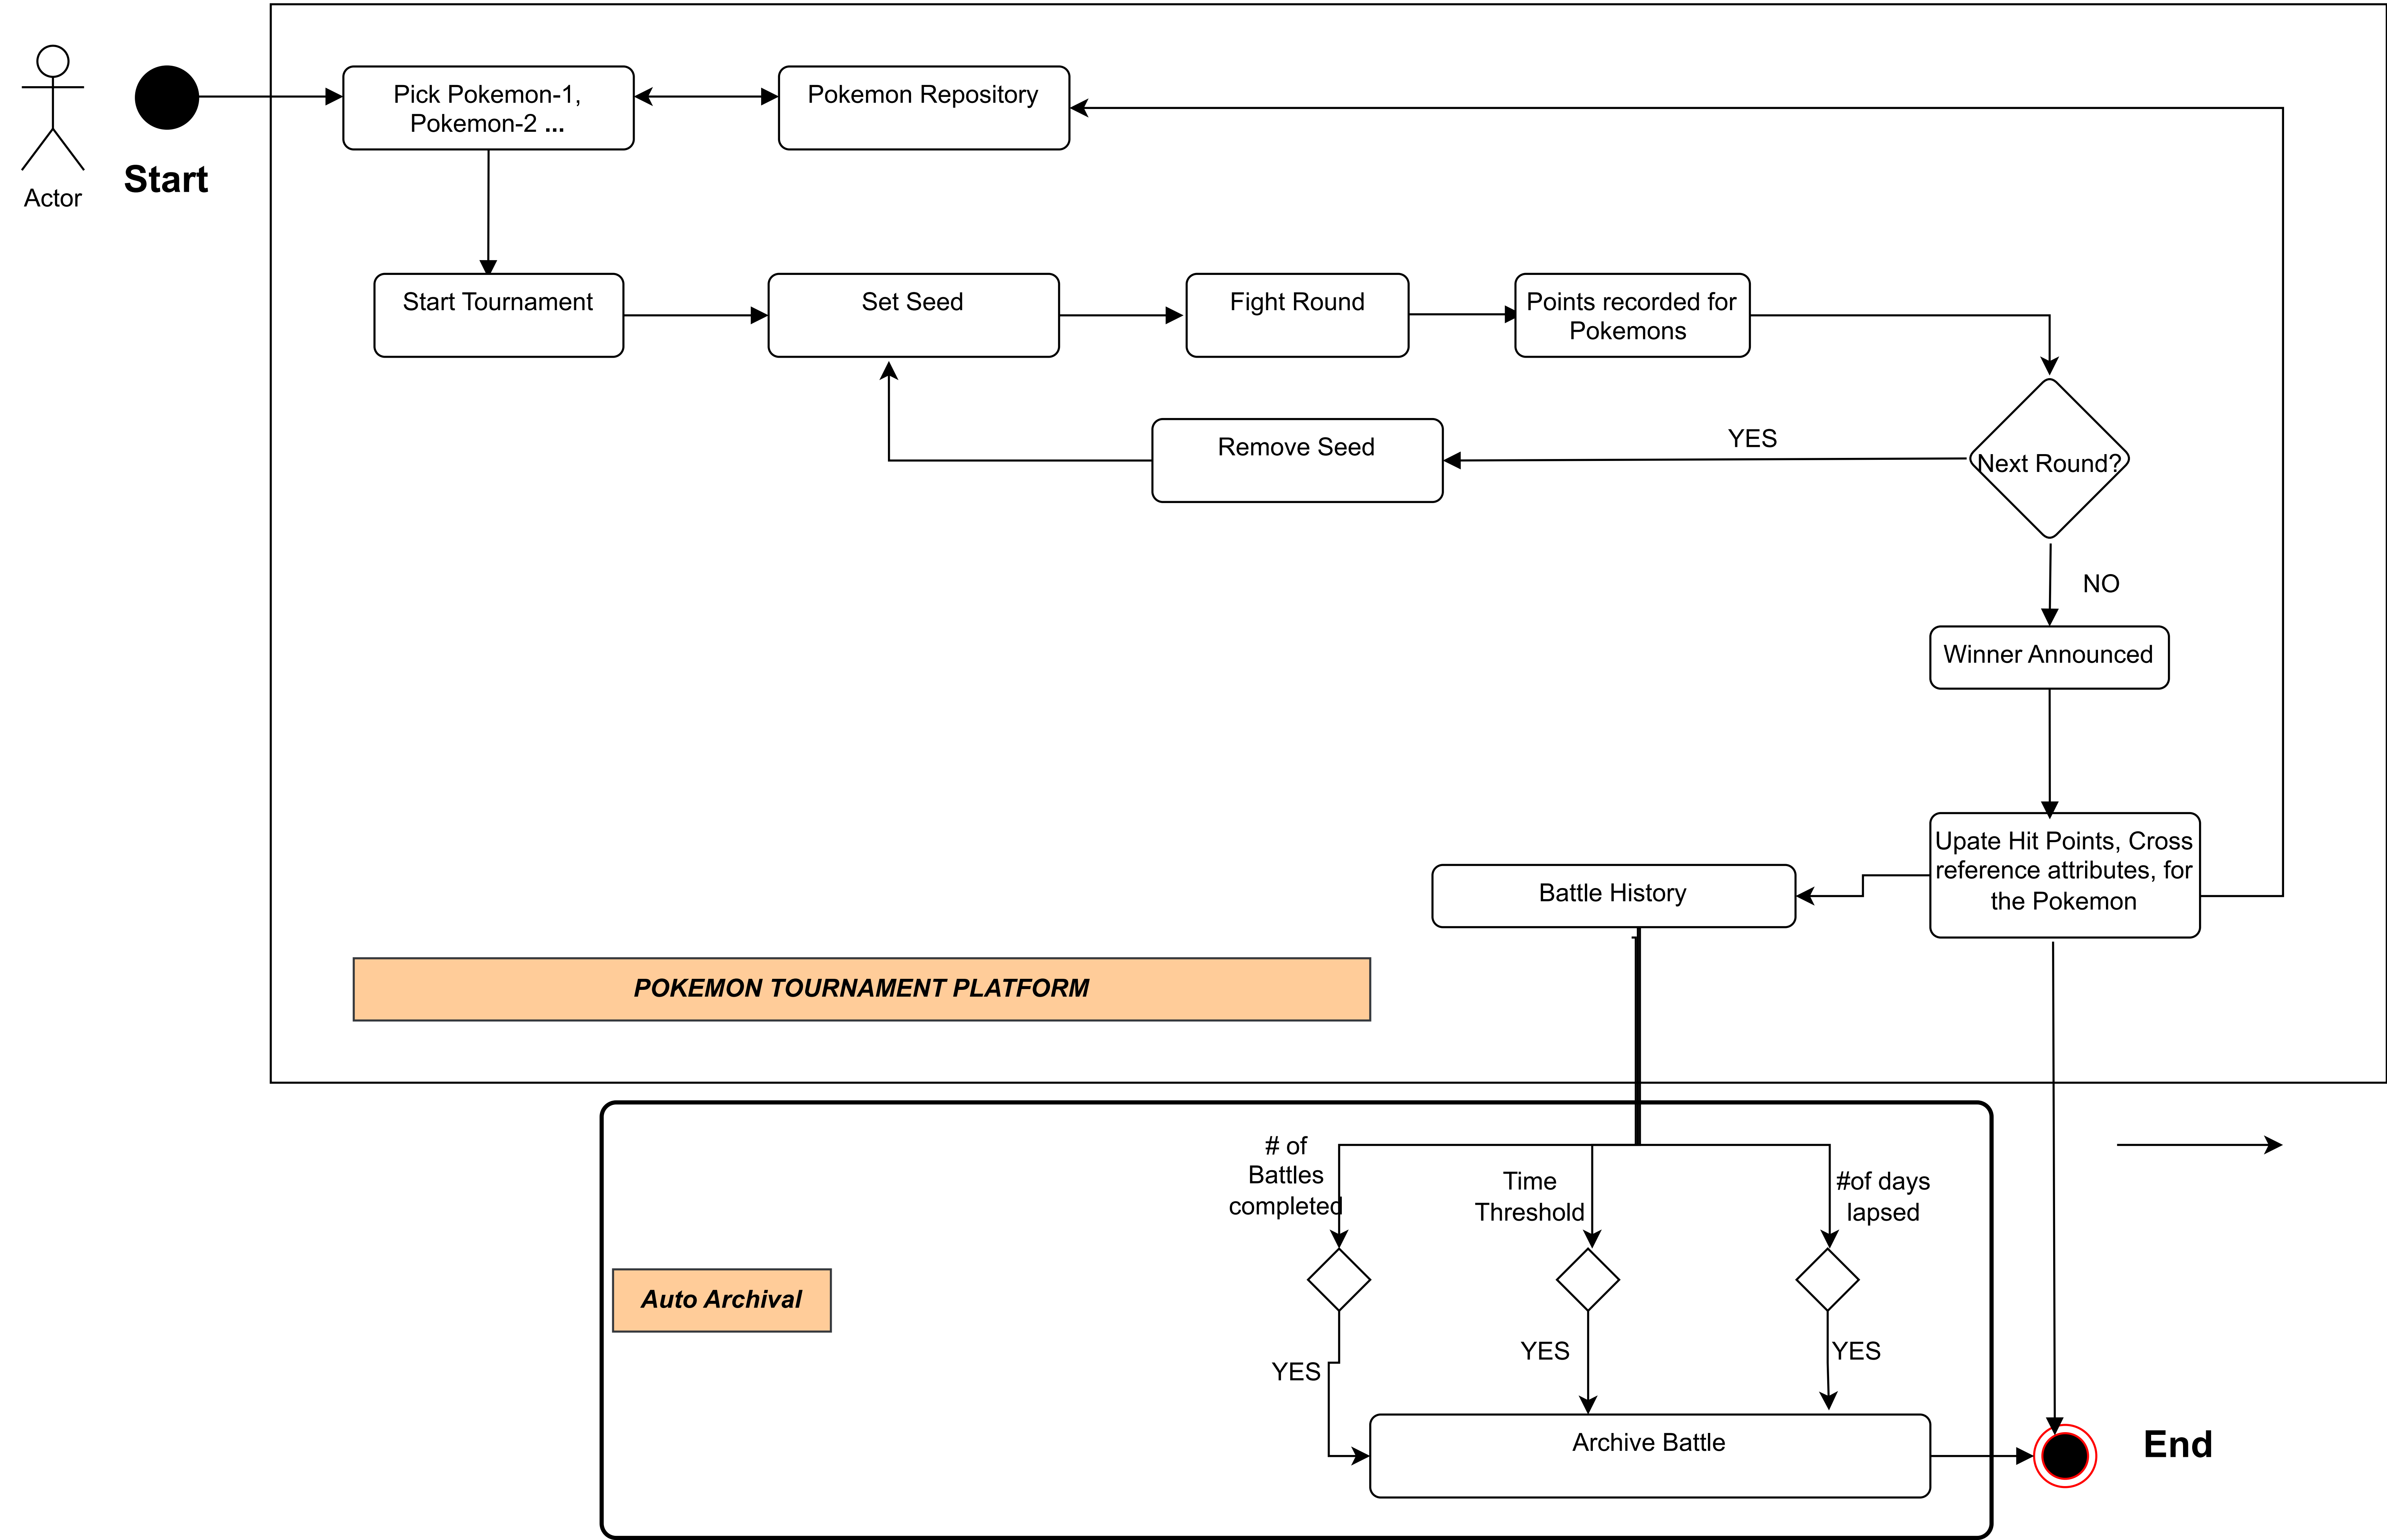 Actor
Start
Pick Pokemon-1,
Pokemon-2 ...
Pokemon Repository
Start Tournament
Set Seed
Fight Round
Points recorded for
Pokemons
Remove Seed
YES
Next Round?
NO
Winner Announced
Upate Hit Points, Cross
reference attributes, for
the Pokemon
Battle History
POKEMON TOURNAMENT PLATFORM
# of
Battles
completed
Time
Threshold
#of days
lapsed
Auto Archival
YES
YES
YES
Archive Battle
End